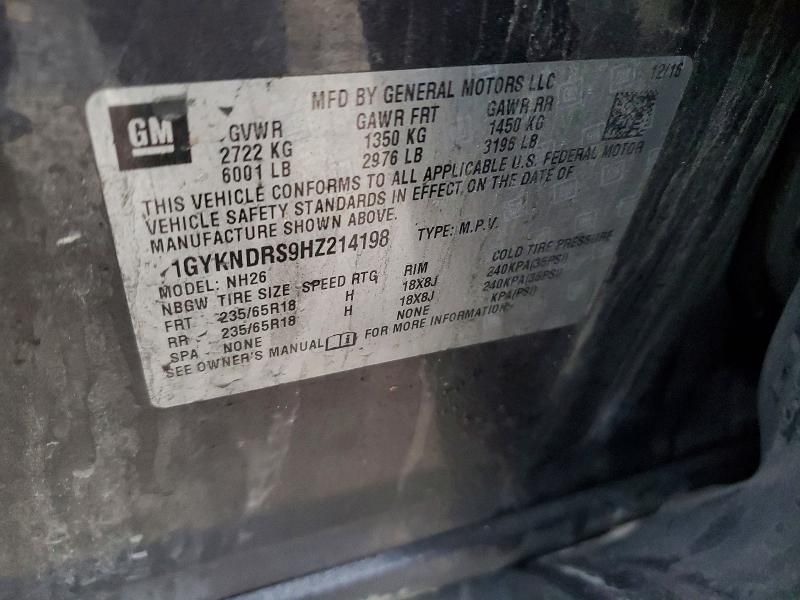 MFD BY GENERAL MOTORS LLC 12/16
GM
GVWR GAWR FRT GAWR RR
2722 KG 1350 KG 1450 KG
6001 LB 2976 LB 3196 LB
THIS VEHICLE CONFORMS TO ALL APPLICABLE U.S. FEDERAL MOTOR
VEHICLE SAFETY STANDARDS IN EFFECT ON THE DATE OF
MANUFACTURE SHOWN ABOVE.
1GYKNDRS9HZ214198 TYPE: M.P.V.
MODEL: NH26
NBGW TIRE SIZE SPEED RTG RIM COLD TIRE PRESSURE
FRT 235/65R18 H 18X8J 240KPA(35PSI)
RR 235/65R18 H 18X8J 240KPA(35PSI)
SPA NONE NONE KPA(PSI)
SEE OWNER'S MANUAL FOR MORE INFORMATION